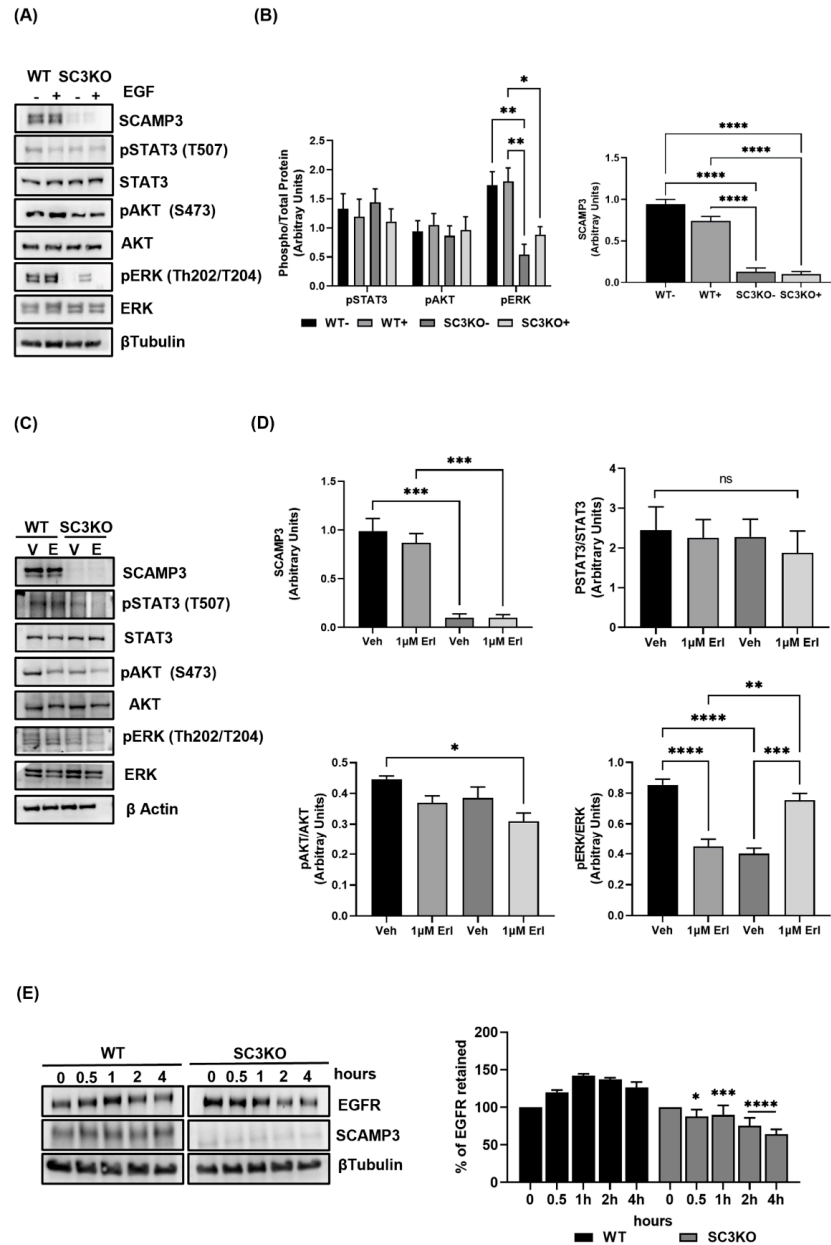 (A)
WT SC3KO
- + - + EGF
SCAMP3
pSTAT3 (T507)
STAT3
pAKT (S473)
AKT
pERK (Th202/T204)
ERK
βTubulin
(B)
Phospho/Total Protein
(Arbitray Units)
2.5
2.0
1.5
1.0
0.5
0.0
** ** *
pSTAT3 pAKT pERK
WT- WT+ SC3KO- SC3KO+
SCAMP3
(Arbitray Units)
1.5
1.0
0.5
0.0
****
****
****
****
WT- WT+ SC3KO- SC3KO+
(C)
WT SC3KO
V E V E
SCAMP3
pSTAT3 (T507)
STAT3
pAKT (S473)
AKT
pERK (Th202/T204)
ERK
β Actin
(D)
SCAMP3
(Arbitrary Units)
1.5
1.0
0.5
0.0
***
***
Veh 1μM Erl Veh 1μM Erl
PSTAT3/STAT3
(Arbitrary Units)
4
3
2
1
0
ns
Veh 1μM Erl Veh 1μM Erl
pAKT/AKT
(Arbitray Units)
0.5
0.4
0.3
0.2
0.1
0.0
*
Veh 1μM Erl Veh 1μM Erl
pERK/ERK
(Arbitray Units)
1.0
0.8
0.6
0.4
0.2
0.0
**
****
**** ***
Veh 1μM Erl Veh 1μM Erl
(E)
WT SC3KO
0 0.5 1 2 4 0 0.5 1 2 4 hours
EGFR
SCAMP3
βTubulin
% of EGFR retained
200
150
100
50
0
* *** ****
0 0.5 1h 2h 4h 0 0.5 1h 2h 4h
hours
WT SC3KO